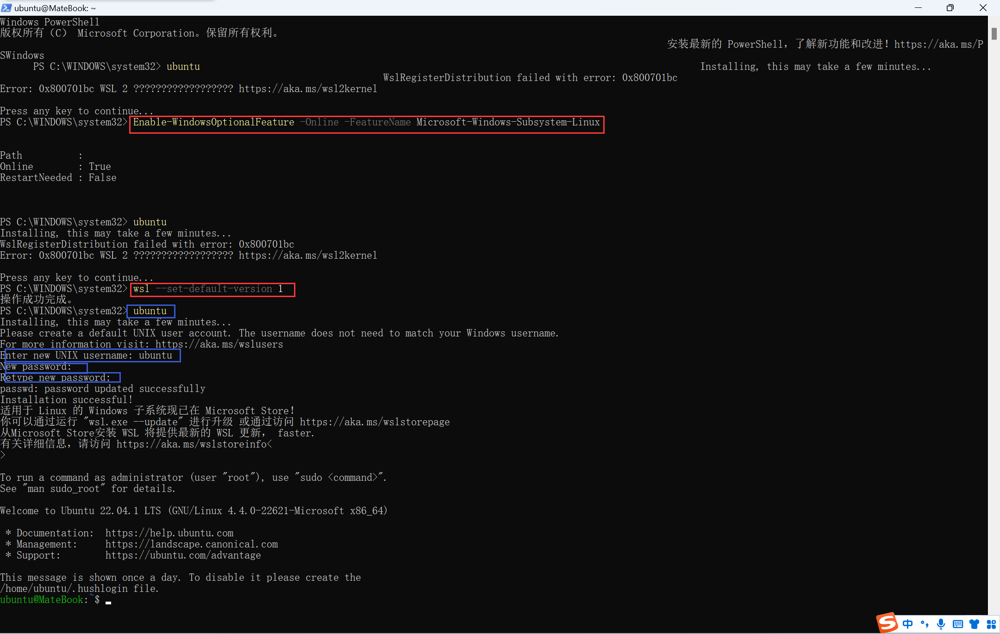 ubuntu@MateBook: ~
Windows PowerShell
版权所有（C） Microsoft Corporation。保留所有权利。
安装最新的 PowerShell，了解新功能和改进！https://aka.ms/P
SWindows
PS C:\WINDOWS\system32> ubuntu
Installing, this may take a few minutes...
WslRegisterDistribution failed with error: 0x800701bc
Error: 0x800701bc WSL 2 ?????????????????? https://aka.ms/wsl2kernel
Press any key to continue...
PS C:\WINDOWS\system32> Enable-WindowsOptionalFeature -Online -FeatureName Microsoft-Windows-Subsystem-Linux
Path          :
Online        : True
RestartNeeded : False
PS C:\WINDOWS\system32> ubuntu
Installing, this may take a few minutes...
WslRegisterDistribution failed with error: 0x800701bc
Error: 0x800701bc WSL 2 ?????????????????? https://aka.ms/wsl2kernel
Press any key to continue...
PS C:\WINDOWS\system32> wsl --set-default-version 1
操作成功完成。
PS C:\WINDOWS\system32> ubuntu
Installing, this may take a few minutes...
Please create a default UNIX user account. The username does not need to match your Windows username.
For more information visit: https://aka.ms/wslusers
Enter new UNIX username: ubuntu
New password:
Retype new password:
passwd: password updated successfully
Installation successful!
适用于 Linux 的 Windows 子系统现已在 Microsoft Store！
你可以通过运行 "wsl.exe --update" 进行升级 或通过访问 https://aka.ms/wslstorepage
从Microsoft Store安装 WSL 将提供最新的 WSL 更新， faster.
有关详细信息，请访问 https://aka.ms/wslstoreinfo<
>
To run a command as administrator (user "root"), use "sudo <command>".
See "man sudo_root" for details.
Welcome to Ubuntu 22.04.1 LTS (GNU/Linux 4.4.0-22621-Microsoft x86_64)
* Documentation:  https://help.ubuntu.com
* Management:     https://landscape.canonical.com
* Support:        https://ubuntu.com/advantage
This message is shown once a day. To disable it please create the
/home/ubuntu/.hushlogin file.
ubuntu@MateBook:~$
S 中